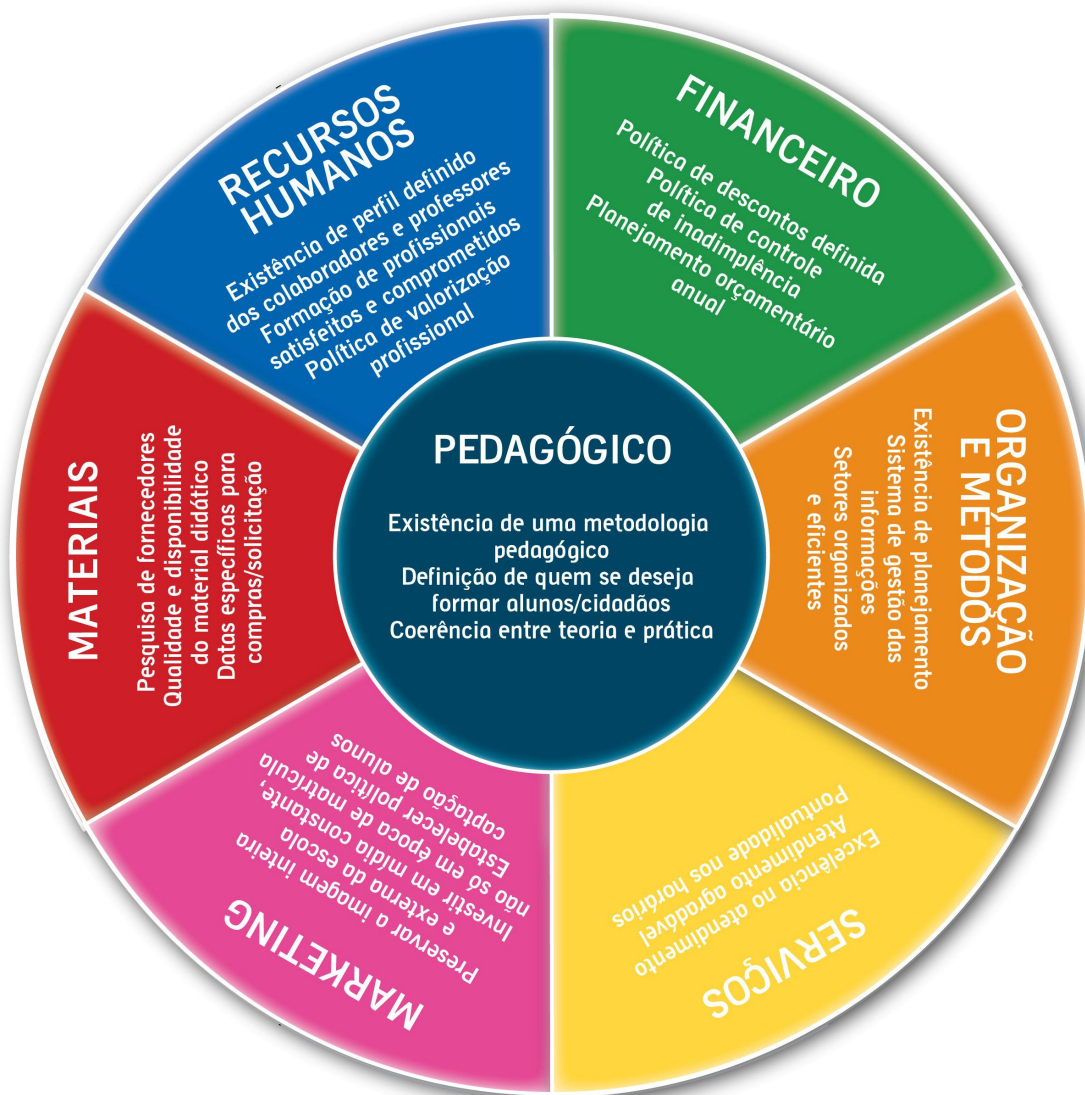 RECURSOS
HUMANOS
Existência de perfil definido
dos colaboradores e professores
Formação de profissionais
satisfeitos e comprometidos
Política de valorização
profissional
FINANCEIRO
Política de descontos definida
Política de controle
de inadimplência
Planejamento orçamentário
anual
ORGANIZAÇÃO
E MÉTODOS
Existência de planejamento
Sistema de gestão das
informações
Setores organizados
e eficientes
SERVIÇOS
Excelência no atendimento
Atendimento agradável
Pontualidade nos horários
MARKETING
Preservar a imagem inteira
e externa da escola
Investir em mídia constante,
não só em época de matrícula
Estabelecer política de
captação de alunos
MATERIAIS
Pesquisa de fornecedores
Qualidade e disponibilidade
do material didático
Datas específicas para
compras/solicitação
PEDAGÓGICO
Existência de uma metodologia
pedagógico
Definição de quem se deseja
formar alunos/cidadãos
Coerência entre teoria e prática